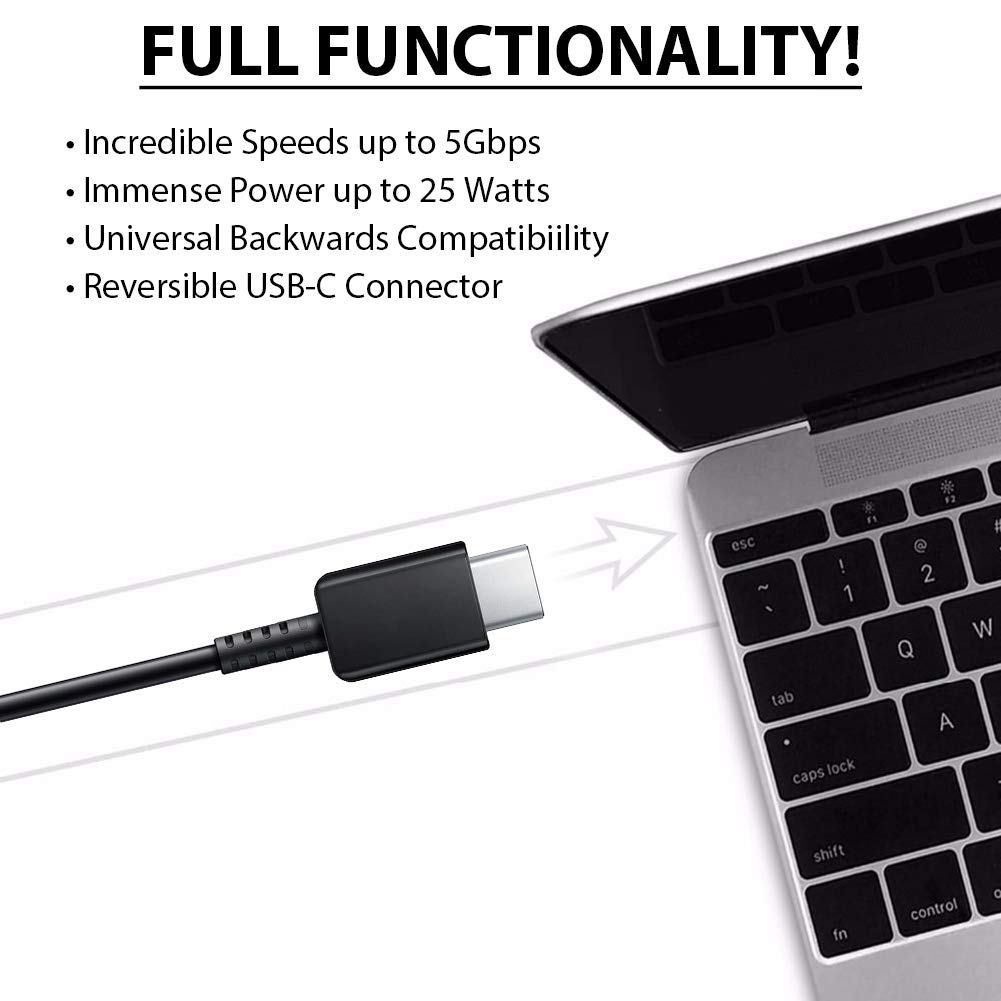 FULL FUNCTIONALITY!
• Incredible Speeds up to 5Gbps
• Immense Power up to 25 Watts
• Universal Backwards Compatibiility
• Reversible USB-C Connector
esc F1 F2
~ ` ! 1 @ 2 #
tab Q W
caps lock A
shift
fn control